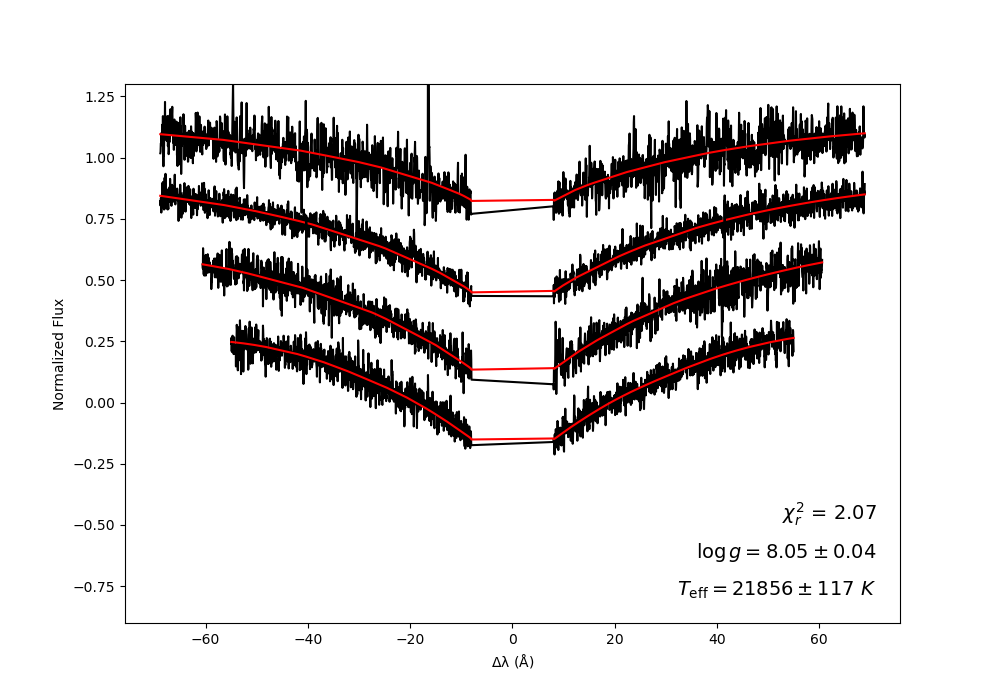 1.25
1.00
0.75
0.50
0.25
0.00
−0.25
−0.50
−0.75
Normalized Flux
χ²ᵣ = 2.07
log g = 8.05 ± 0.04
T_eff = 21856 ± 117 K
−60 −40 −20 0 20 40 60
Δλ (Å)